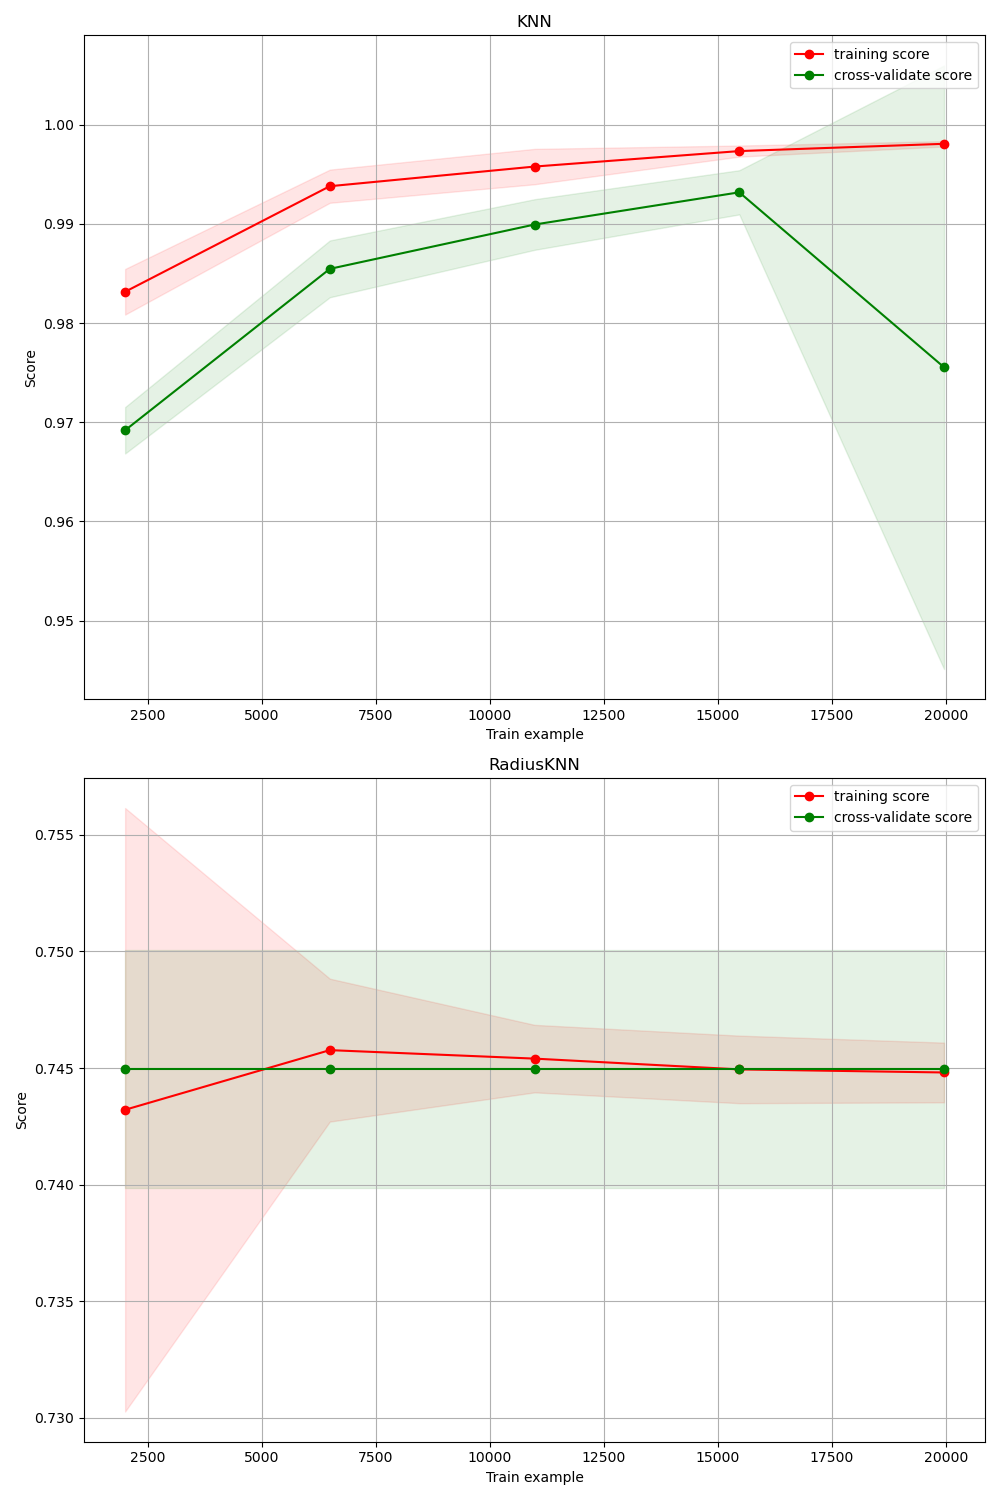 KNN
training score
cross-validate score
1.00
0.99
0.98
0.97
0.96
0.95
Score
2500 5000 7500 10000 12500 15000 17500 20000
Train example
RadiusKNN
training score
cross-validate score
0.755
0.750
0.745
0.740
0.735
0.730
Score
2500 5000 7500 10000 12500 15000 17500 20000
Train example